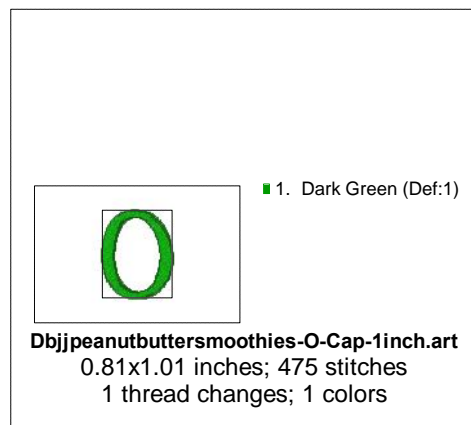 1. Dark Green (Def:1)
O
Dbjjpeanutbuttersmoothies-O-Cap-1inch.art
0.81x1.01 inches; 475 stitches
1 thread changes; 1 colors